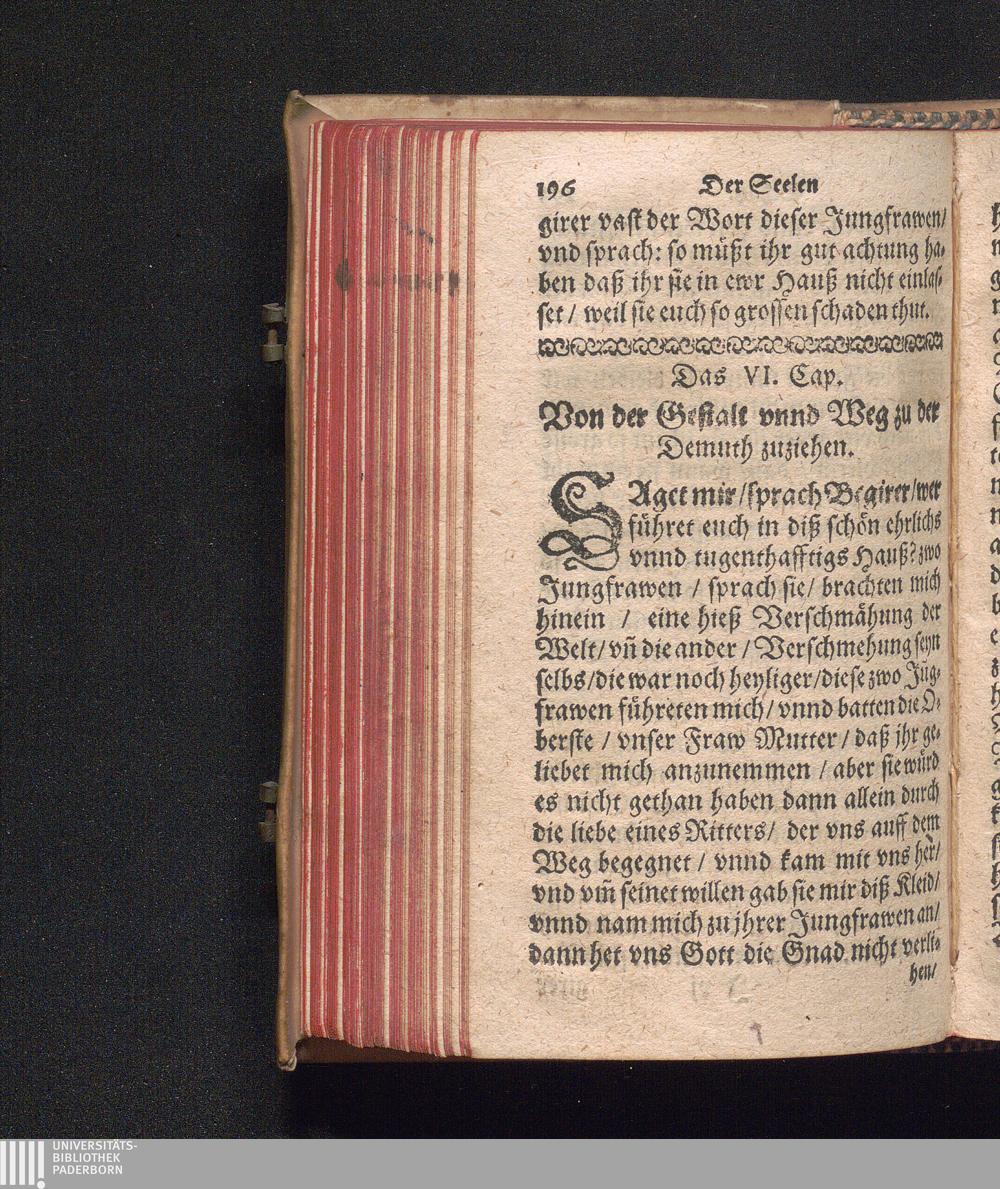 196 Der Seelen
girer vast der Wort dieser Jungfrawen/
vnd sprach: so müßt ihr gut achtung ha-
ben daß ihr sie in ewr Hauß nicht einlas-
set / weil sie euch so grossen schaden thut.
Das VI. Cap.
Von der Gestalt vnnd Weg zu der
Demuth zuziehen.
SAget mir / sprach Begirer / wer
führet euch in diß schön ehrlichs
vnnd tugenthafftigs Hauß? zwo
Jungfrawen / sprach sie / brachten mich
hinein / eine hieß Verschmähung der
Welt / vñ die ander / Verschmehung seyn
selbs / die war noch heyliger / diese zwo Jũg-
frawen führeten mich / vnnd batten die O-
berste / vnser Fraw Mutter / daß jhr ge-
liebet mich anzunemmen / aber sie würd
es nicht gethan haben dann allein durch
die liebe eines Ritters / der vns auff dem
Weg begegnet / vnnd kam mit vns her /
vnd vm̃ seinet willen gab sie mir diß Kleid /
vnnd nam mich zu jhrer Jungfrawen an /
dann het vns Gott die Gnad nicht verli-
hen /
UNIVERSITÄTS-
BIBLIOTHEK
PADERBORN